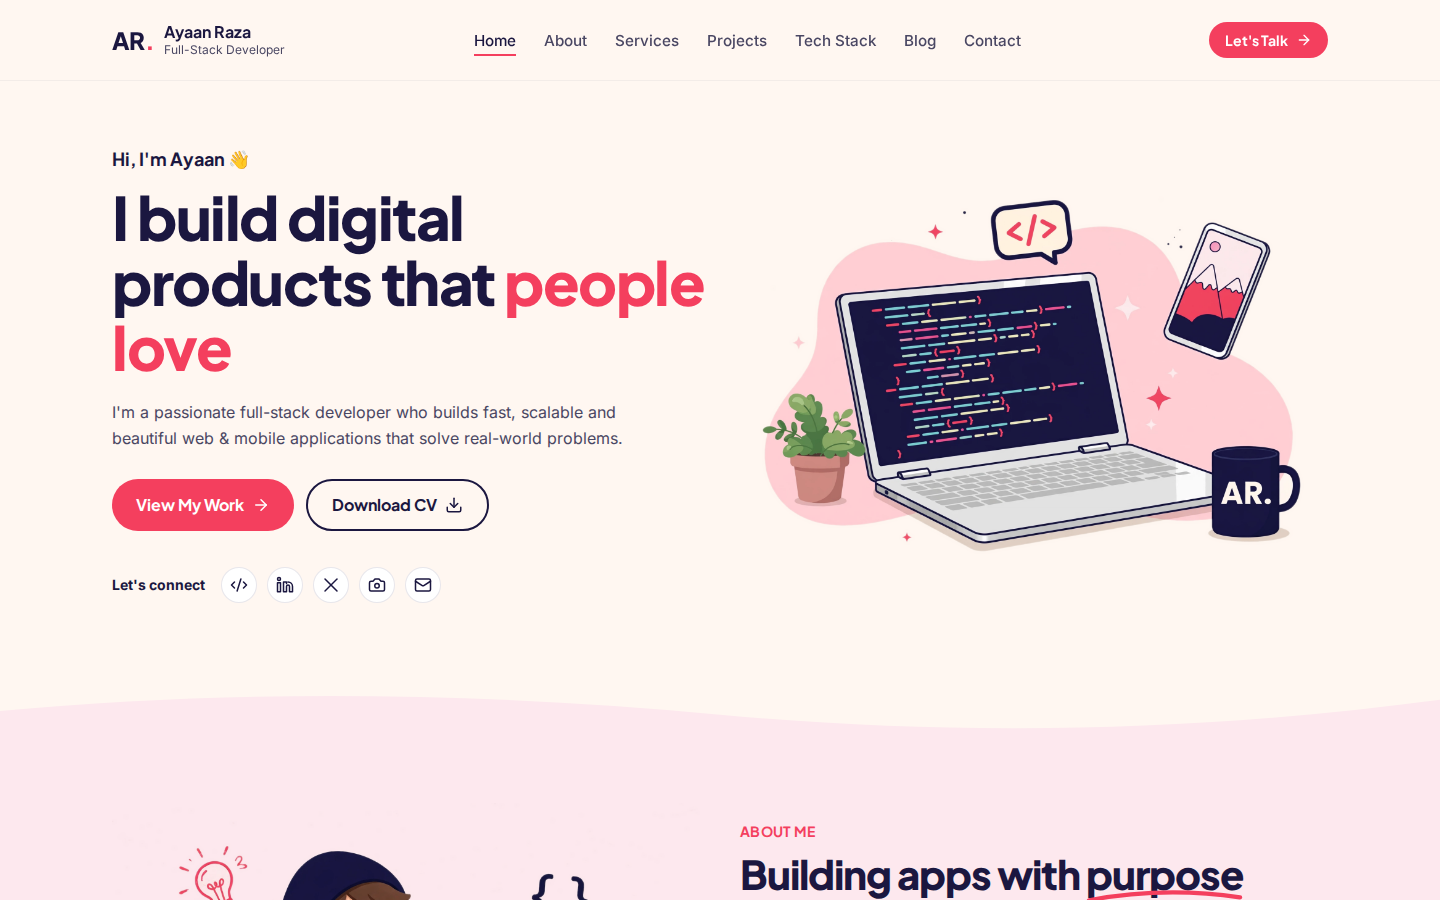 AR.
Ayaan Raza
Full-Stack Developer
Home
About
Services
Projects
Tech Stack
Blog
Contact
Let's Talk
Hi, I'm Ayaan 👋
I build digital
products that people
love
I'm a passionate full-stack developer who builds fast, scalable and
beautiful web & mobile applications that solve real-world problems.
View My Work
Download CV
Let's connect
</>
AR.
ABOUT ME
Building apps with purpose
{ }